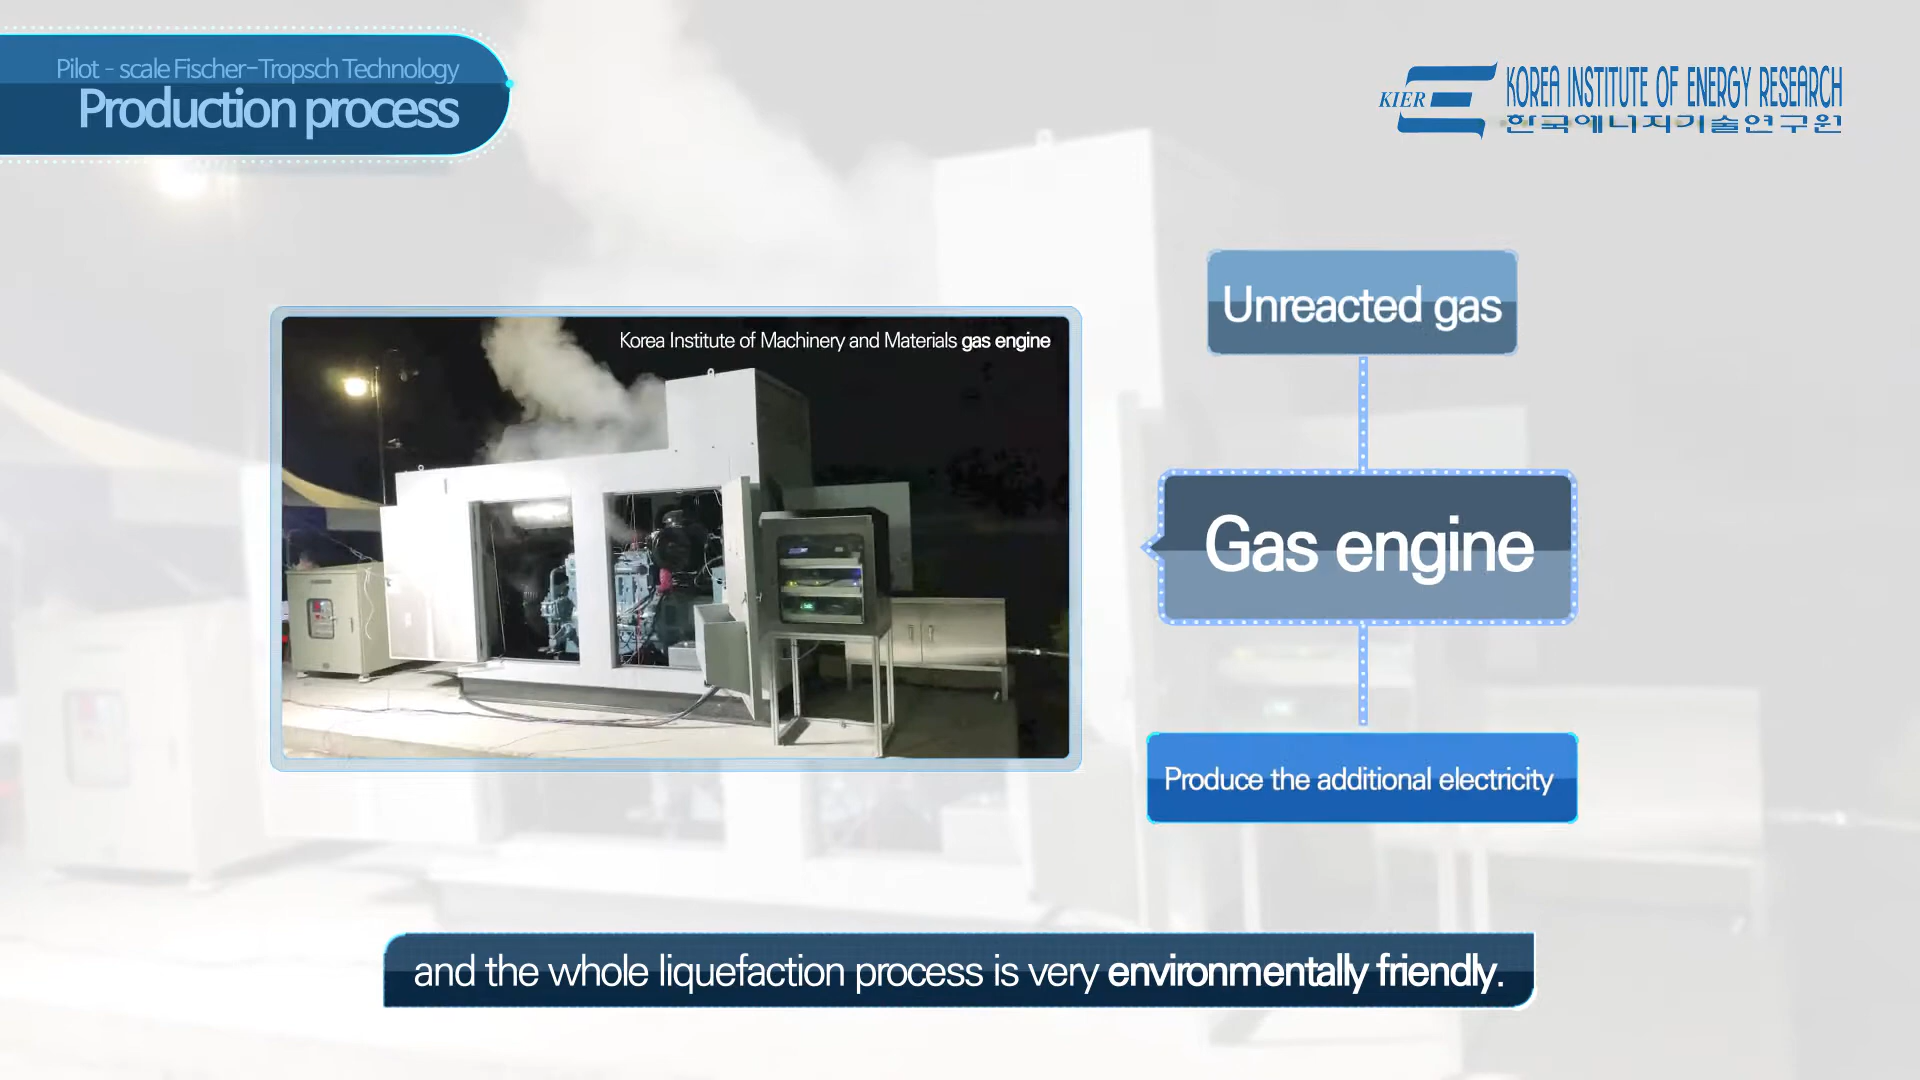 Pilot - scale Fischer-Tropsch Technology
Production process
KIER
KOREA INSTITUTE OF ENERGY RESEARCH
한국에너지기술연구원
Korea Institute of Machinery and Materials gas engine
Unreacted gas
Gas engine
Produce the additional electricity
and the whole liquefaction process is very environmentally friendly.